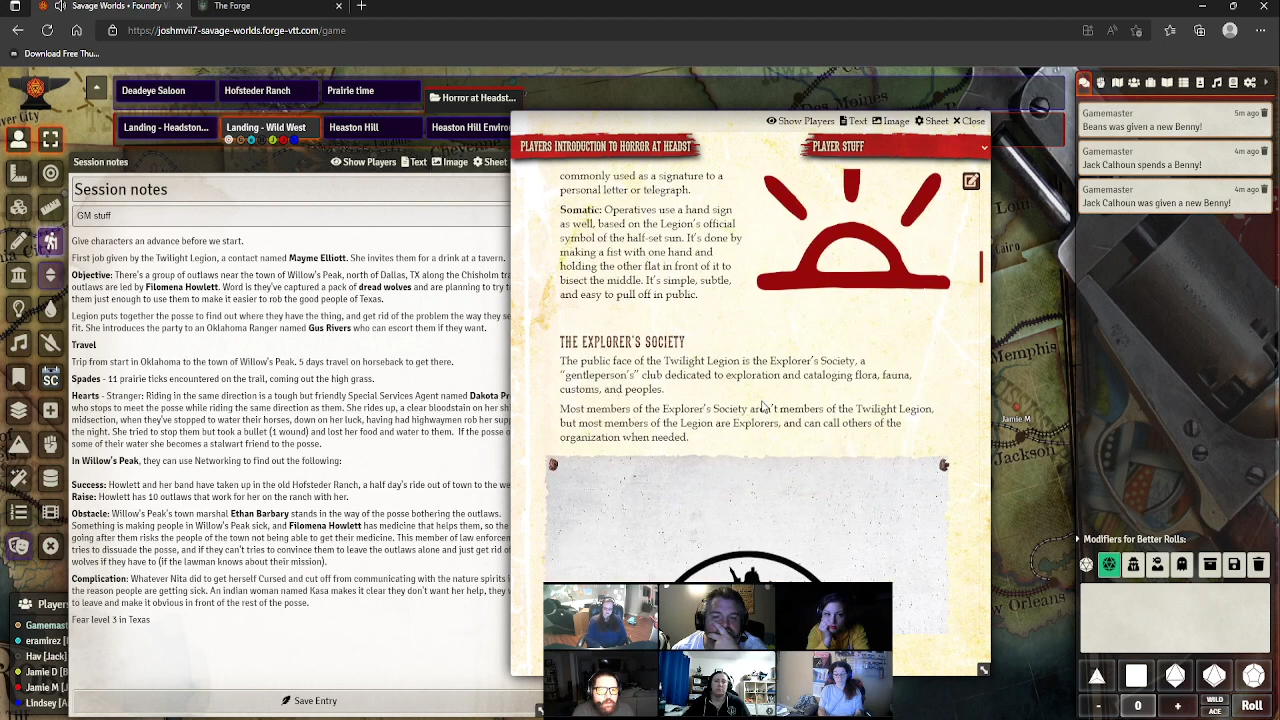 Savage Worlds • Foundry V
The Forge
https://joshmvi7-savage-worlds.forge-vtt.com/game
Download Free Im...
Deadeye Saloon
Hofsteder Ranch
Prairie time
Horror at Headst...
Landing - Headston...
Landing - Wild West
Heaston Hill
Heaston Hill Enviro
Session notes
Show Players Text Image Sheet
Session notes
GM stuff
Give characters an advance before we start.
First job given by the Twilight Legion, a contact named Mayme Elliott. She invites them for a drink at a tavern.
Objective: There's a group of outlaws near the town of Willow's Peak, north of Dallas, TX along the Chisholm tra
outlaws are led by Filomena Howlett. Word is they've captured a pack of dread wolves and are planning to try to
them just enough to use them to make it easier to rob the good people of Texas.
Legion puts together the posse to find out where they have the thing, and get rid of the problem the way they se
fit. She introduces the party to an Oklahoma Ranger named Gus Rivers who can escort them if they want.
Travel
Trip from start in Oklahoma to the town of Willow's Peak. 5 days travel on horseback to get there.
Spades - 11 prairie ticks encountered on the trail, coming out the high grass.
Hearts - Stranger: Riding in the same direction is a tough but friendly Special Services Agent named Dakota Pr
who stops to meet the posse while riding the same direction as them. She rides up, a clear bloodstain on her shi
midsection, when they've stopped to water their horses, down on her luck, having had highwaymen rob her supp
the night. She tried to stop them but took a bullet (1 wound) and lost her food and water to them. If the posse o
some of their water she becomes a stalwart friend to the posse.
In Willow's Peak, they can use Networking to find out the following:
Success: Howlett and her band have taken up in the old Hofsteder Ranch, a half day's ride out of town to the we
Raise: Howlett has 10 outlaws that work for her on the ranch with her.
Obstacle: Willow's Peak's town marshal Ethan Barbary stands in the way of the posse bothering the outlaws.
Something is making people in Willow's Peak sick, and Filomena Howlett has medicine that helps them, so the
going after them risks the people of the town not being able to get their medicine. This member of law enforcem
tries to dissuade the posse, and if they can't tries to convince them to leave the outlaws alone and just get rid of
wolves if they have to (if the lawman knows about their mission).
Complication: Whatever Nita did to get herself Cursed and cut off from communicating with the nature spirits i
the reason people are getting sick. An indian woman named Kasa makes it clear they don't want her help, they w
to leave and make it obvious in front of the rest of the posse.
Fear level 3 in Texas
Save Entry
Players
Gamemast
eramirez [
Hav [Jack
Jamie D [
Jamie M [
Lindsey [
Show Players Text Image Sheet Close
PLAYERS INTRODUCTION TO HORROR AT HEADST
PLAYER STUFF
commonly used as a signature to a
personal letter or telegraph.
Somatic: Operatives use a hand sign
as well, based on the Legion's official
symbol of the half-set sun. It's done by
making a fist with one hand and
holding the other flat in front of it to
bisect the middle. It's simple, subtle,
and easy to pull off in public.
THE EXPLORER'S SOCIETY
The public face of the Twilight Legion is the Explorer's Society, a
"gentleperson's" club dedicated to exploration and cataloging flora, fauna,
customs, and peoples.
Most members of the Explorer's Society aren't members of the Twilight Legion,
but most members of the Legion are Explorers, and can call others of the
organization when needed.
Des Moines
Cairo
Memphis
Jamie M
Jackson
New Orleans
Gamemaster 5m ago
Beans was given a new Benny!
Gamemaster 4m ago
Jack Calhoun spends a Benny!
Gamemaster 4m ago
Jack Calhoun was given a new Benny!
Modifiers for Better Rolls:
- 0 + WILD ACE Roll